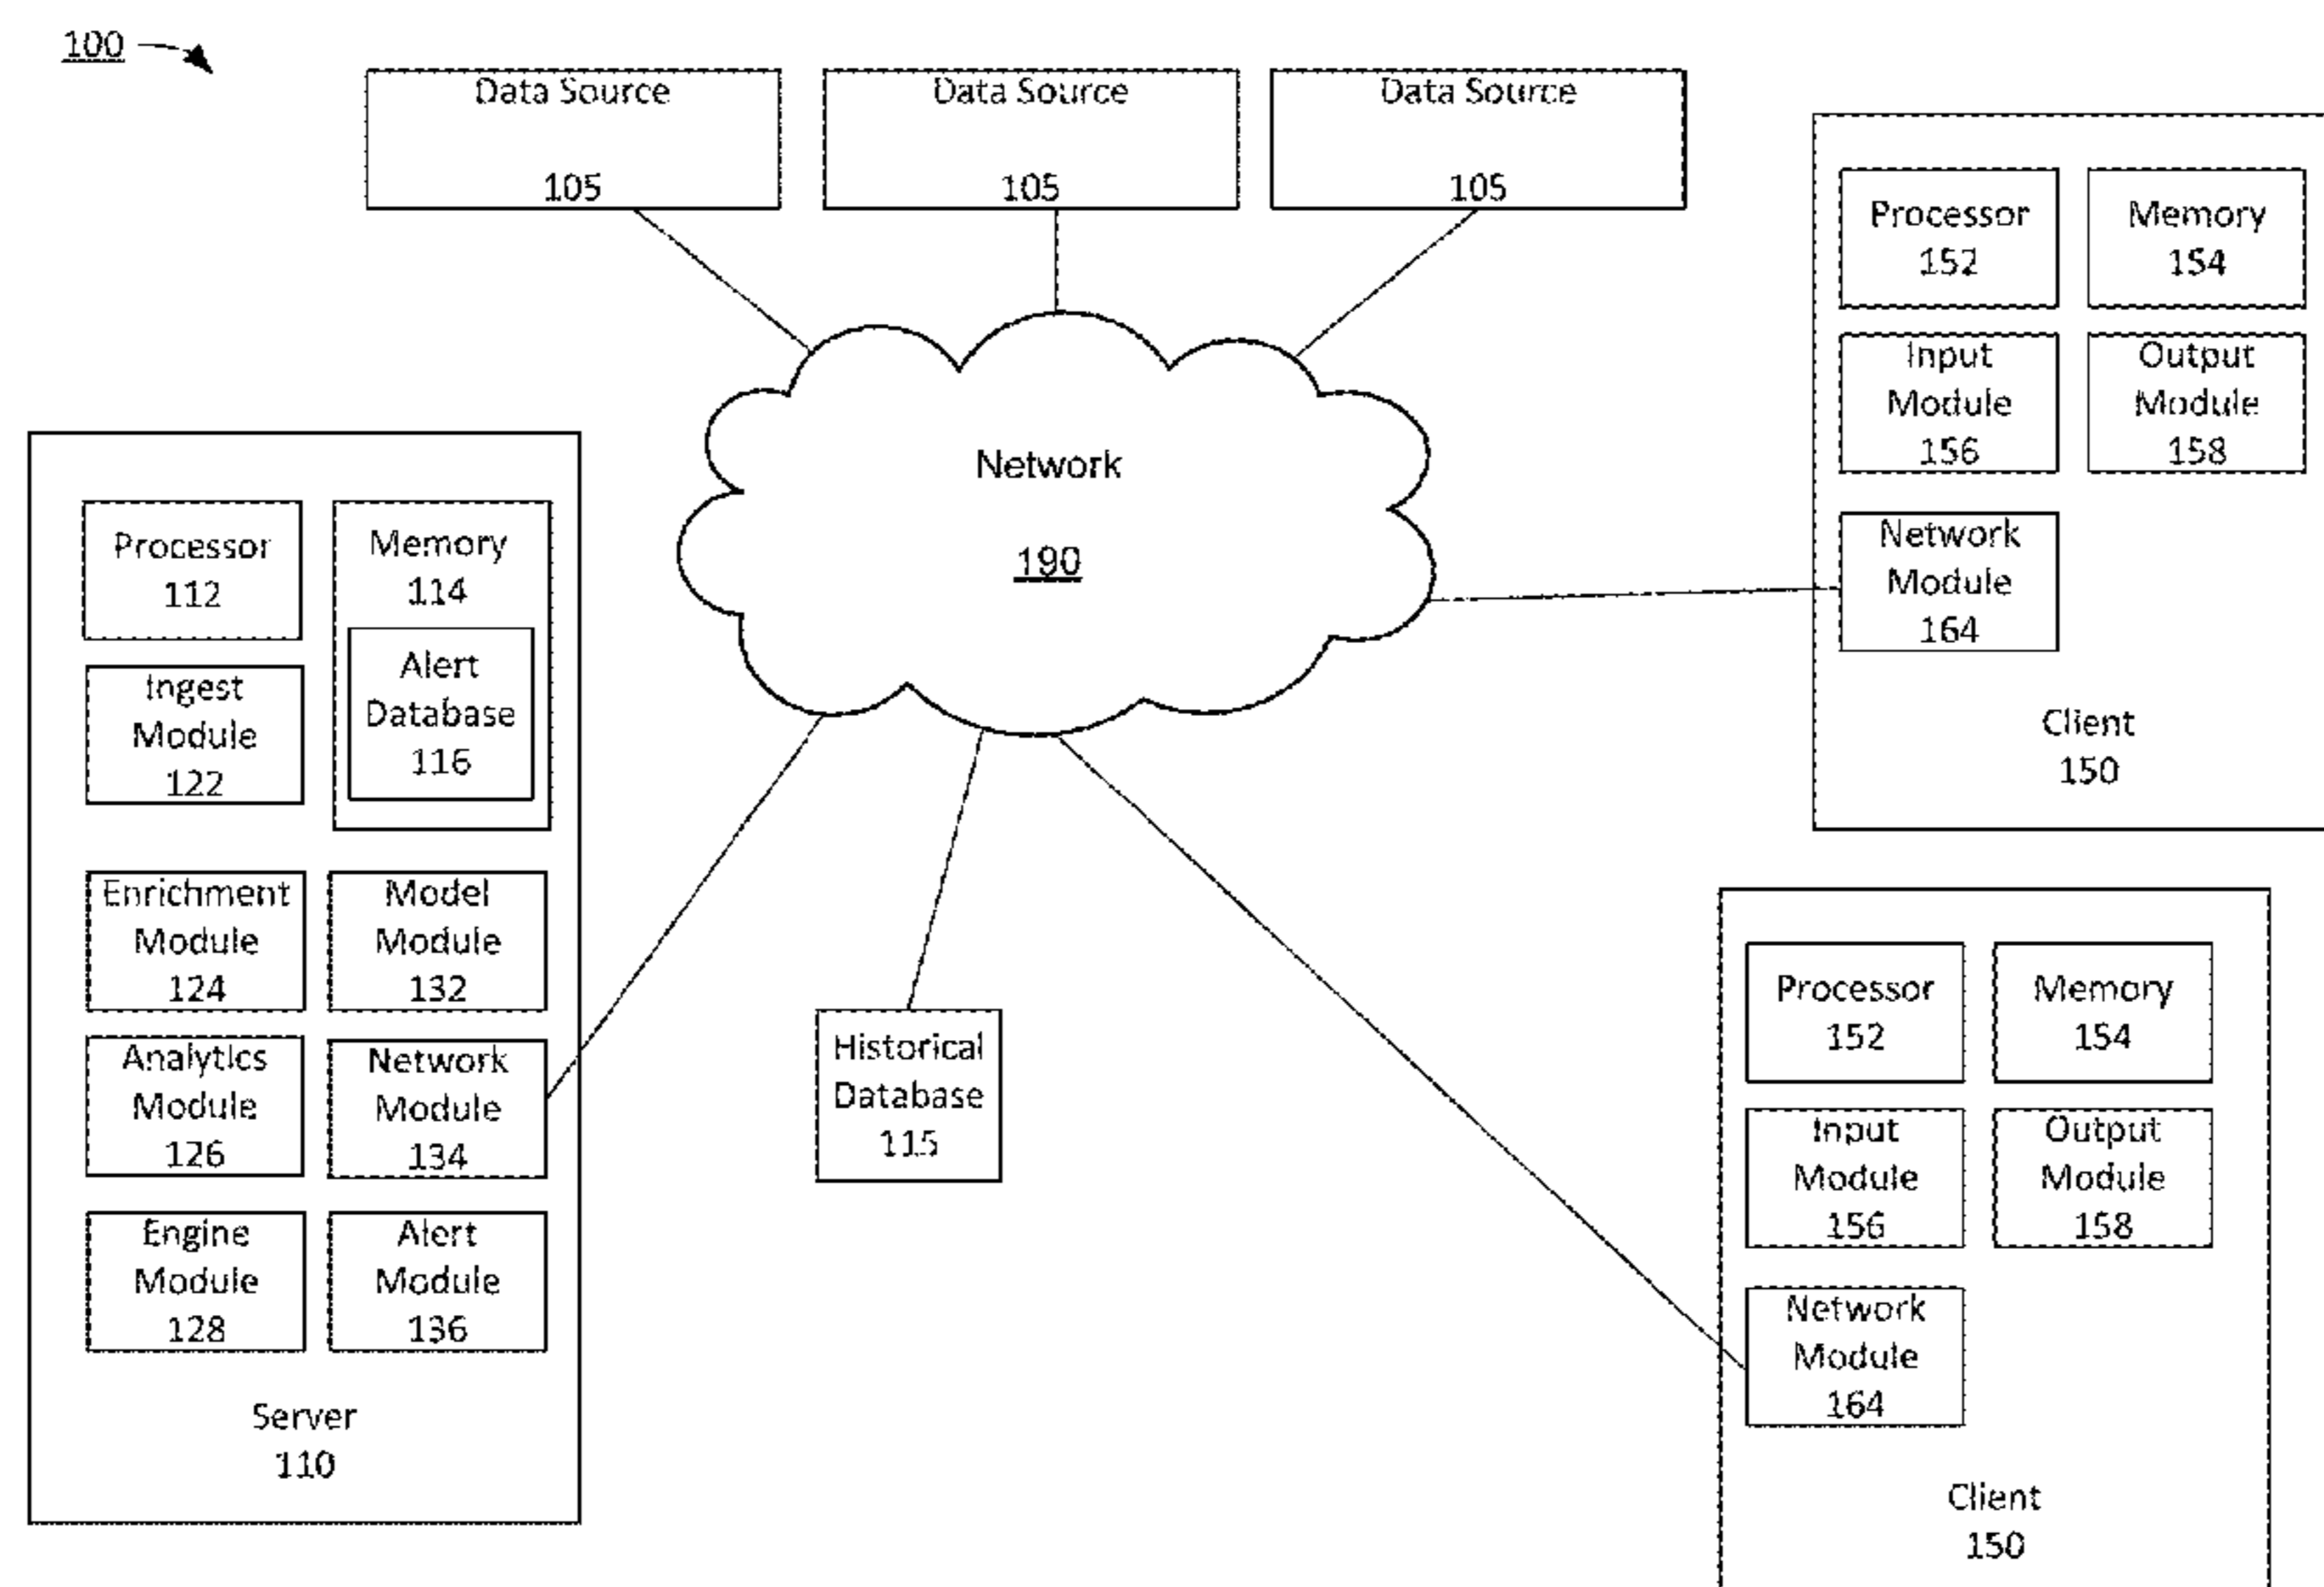 100
Data Source
105
Data Source
105
Data Source
105
Network
190
Processor
112
Memory
114
Alert
Database
116
Ingest
Module
122
Enrichment
Module
124
Model
Module
132
Analytics
Module
126
Network
Module
134
Engine
Module
128
Alert
Module
136
Server
110
Historical
Database
115
Processor
152
Memory
154
Input
Module
156
Output
Module
158
Network
Module
164
Client
150
Processor
152
Memory
154
Input
Module
156
Output
Module
158
Network
Module
164
Client
150